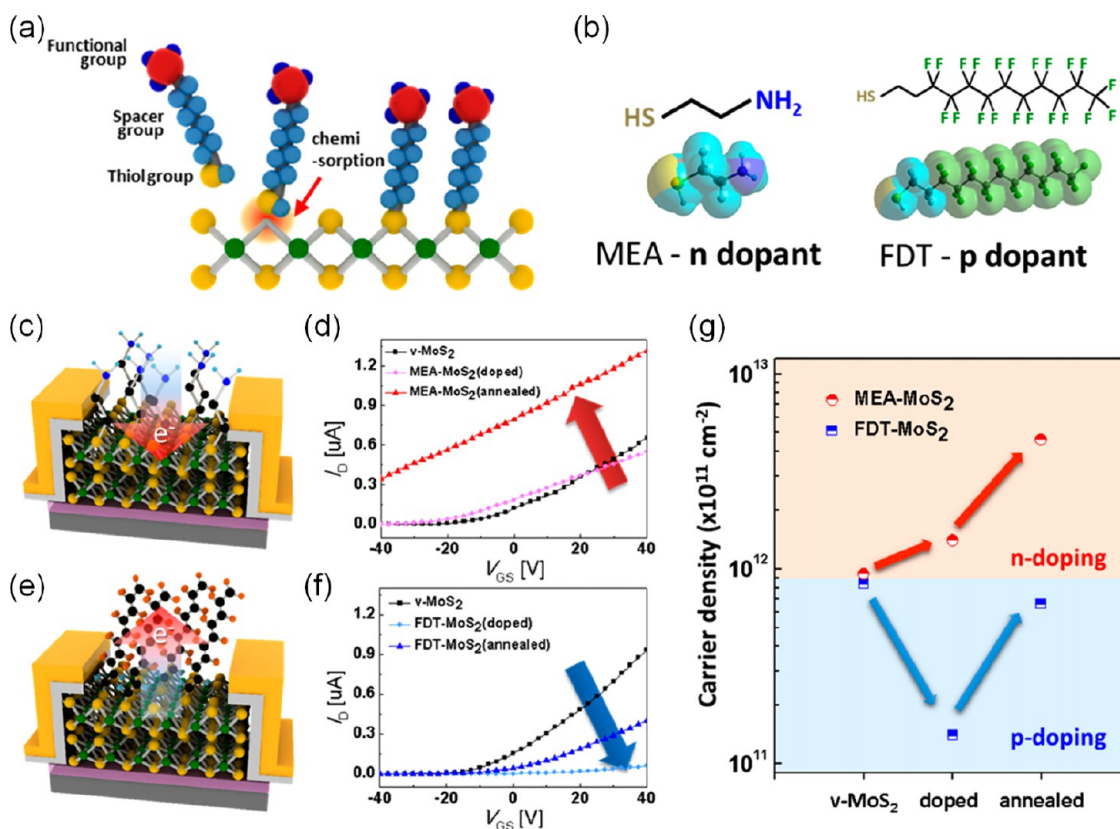 (a)
Functional
group
Spacer
group
Thiol group
chemi
-sorption
(b)
HS
NH2
MEA - n dopant
HS
F F F F F F F F F F
F
F
F F F F F F F F F F F
FDT - p dopant
(c)
e-
(d)
v-MoS2
MEA-MoS2(doped)
MEA-MoS2(annealed)
ID [uA]
1.2
0.9
0.6
0.3
0.0
-40 -20 0 20 40
VGS [V]
(e)
e-
(f)
v-MoS2
FDT-MoS2(doped)
FDT-MoS2(annealed)
ID [uA]
1.2
0.9
0.6
0.3
0.0
-40 -20 0 20 40
VGS [V]
(g)
MEA-MoS2
FDT-MoS2
Carrier density (x10^11 cm^-2)
10^13
10^12
10^11
n-doping
p-doping
v-MoS2 doped annealed